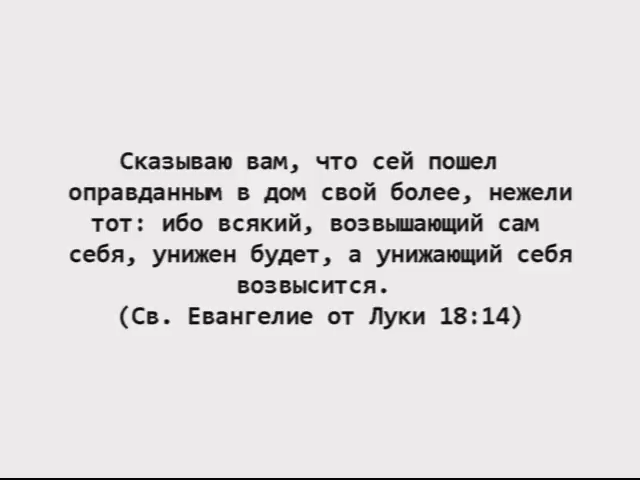 Сказываю вам, что сей пошел
оправданным в дом свой более, нежели
тот: ибо всякий, возвышающий сам
себя, унижен будет, а унижающий себя
возвысится.
(Св. Евангелие от Луки 18:14)